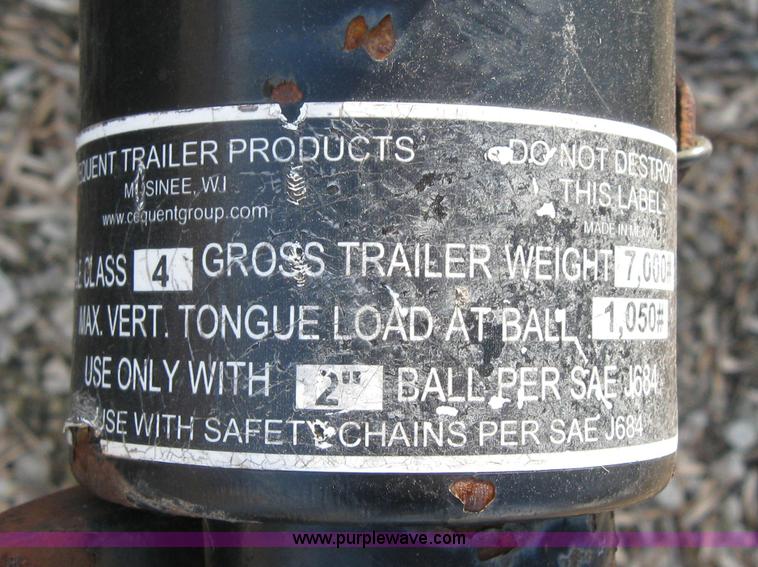 EQUENT TRAILER PRODUCTS
MOSINEE, W.I
www.cequentgroup.com
DO NOT DESTROY
THIS LABEL
MADE IN MEXICO
E CLASS 4 GROSS TRAILER WEIGHT 7,000#
MAX. VERT. TONGUE LOAD AT BALL 1,050#
USE ONLY WITH 2" BALL PER SAE J684
USE WITH SAFETY CHAINS PER SAE J684
www.purplewave.com